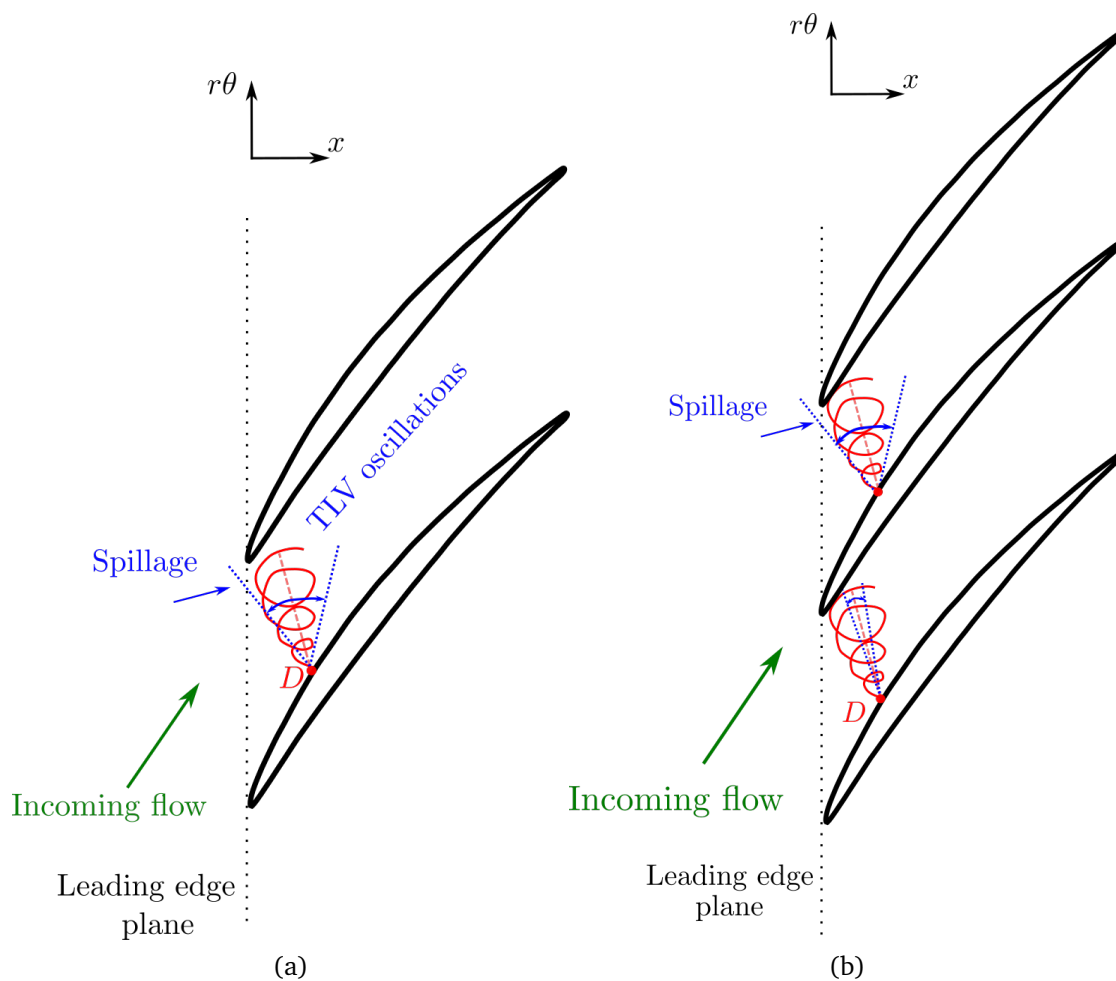 rθ
x
TLV oscillations
Spillage
D
Incoming flow
Leading edge
plane
(a)
rθ
x
Spillage
D
Incoming flow
Leading edge
plane
(b)